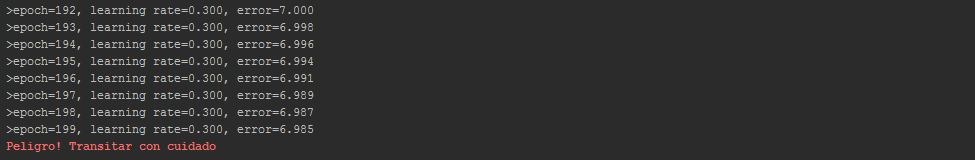 >epoch=192, learning rate=0.300, error=7.000
>epoch=193, learning rate=0.300, error=6.998
>epoch=194, learning rate=0.300, error=6.996
>epoch=195, learning rate=0.300, error=6.994
>epoch=196, learning rate=0.300, error=6.991
>epoch=197, learning rate=0.300, error=6.989
>epoch=198, learning rate=0.300, error=6.987
>epoch=199, learning rate=0.300, error=6.985
Peligro! Transitar con cuidado